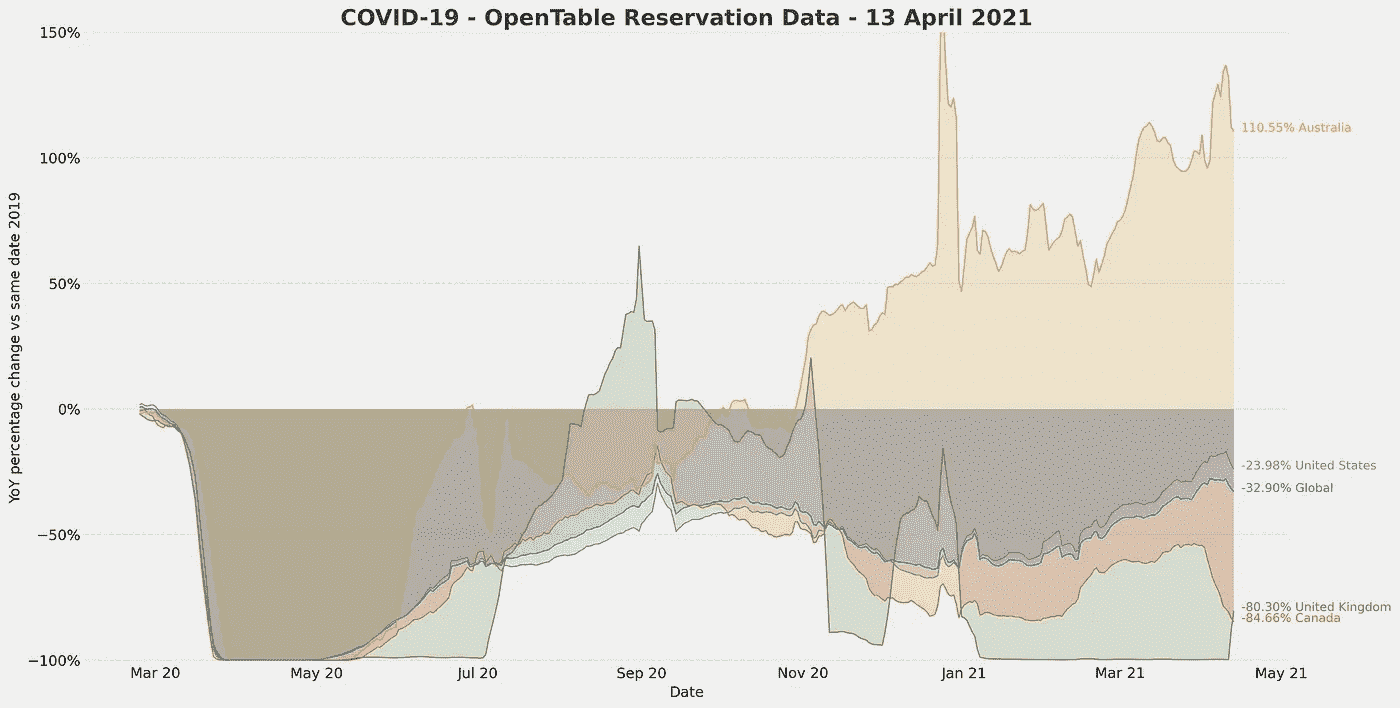 COVID-19 - OpenTable Reservation Data - 13 April 2021
150%
100%
50%
0%
−50%
−100%
YoY percentage change vs same date 2019
110.55% Australia
-23.98% United States
-32.90% Global
-80.30% United Kingdom
-84.66% Canada
Mar 20 May 20 Jul 20 Sep 20 Nov 20 Jan 21 Mar 21 May 21
Date